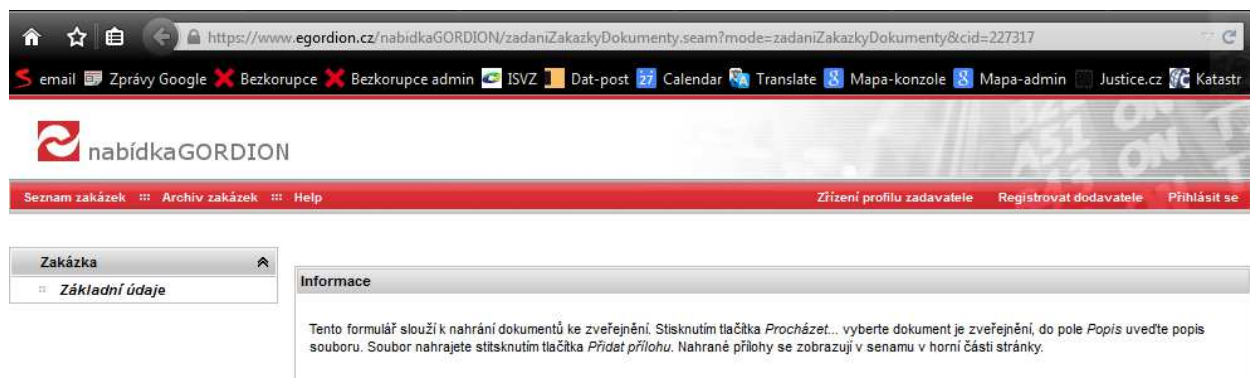 https://www.egordion.cz/nabidkaGORDION/zadaniZakazkyDokumenty.seam?mode=zadaniZakazkyDokumenty&cid=227317
email Zprávy Google Bezkorupce Bezkorupce admin ISVZ Dat-post 27 Calendar Translate Mapa-konzole Mapa-admin Justice.cz Katastr
nabídkaGORDION
Seznam zakázek Archiv zakázek Help Zřízení profilu zadavatele Registrovat dodavatele Přihlásit se
Zakázka
Základní údaje
Informace
Tento formulář slouží k nahrání dokumentů ke zveřejnění. Stisknutím tlačítka Procházet... vyberte dokument je zveřejnění, do pole Popis uveďte popis
souboru. Soubor nahrajete stitsknutím tlačítka Přidat přílohu. Nahrané přílohy se zobrazují v senamu v horní části stránky.